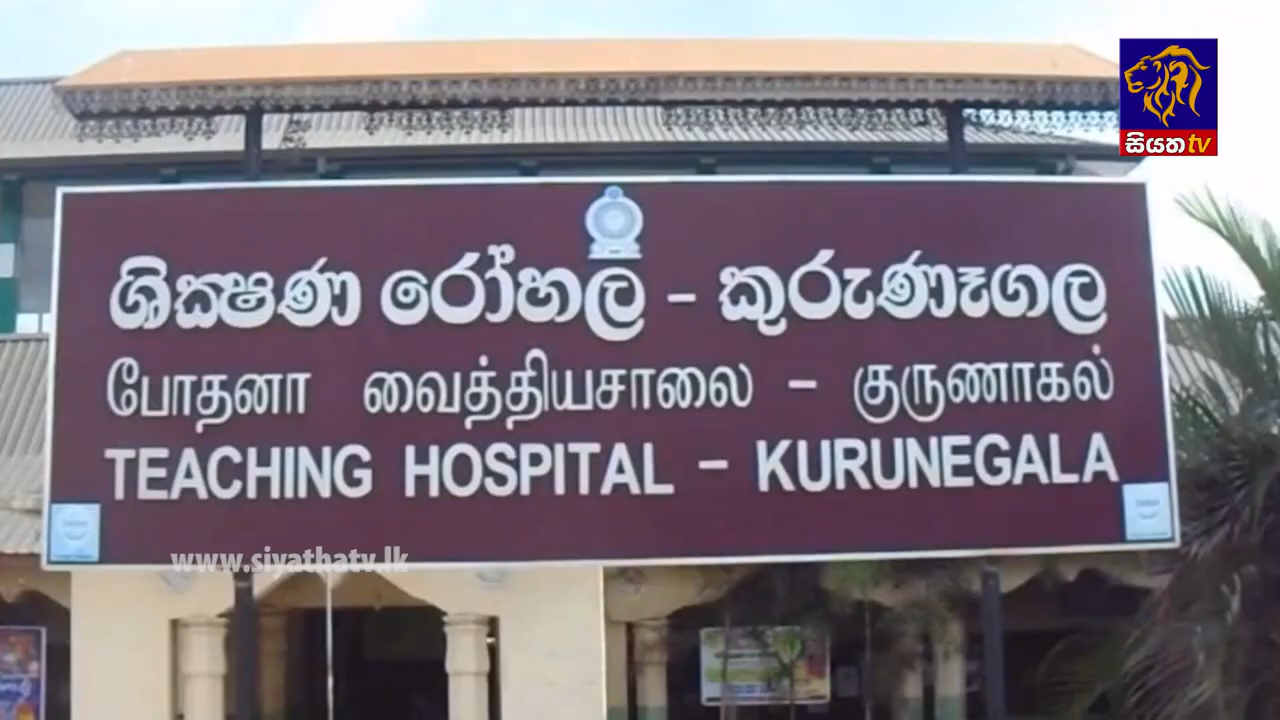 සියත tv
ශික්ෂණ රෝහල - කුරුණෑගල
போதனா வைத்தியசாலை - குருணாகல்
TEACHING HOSPITAL - KURUNEGALA
www.siyathatv.lk